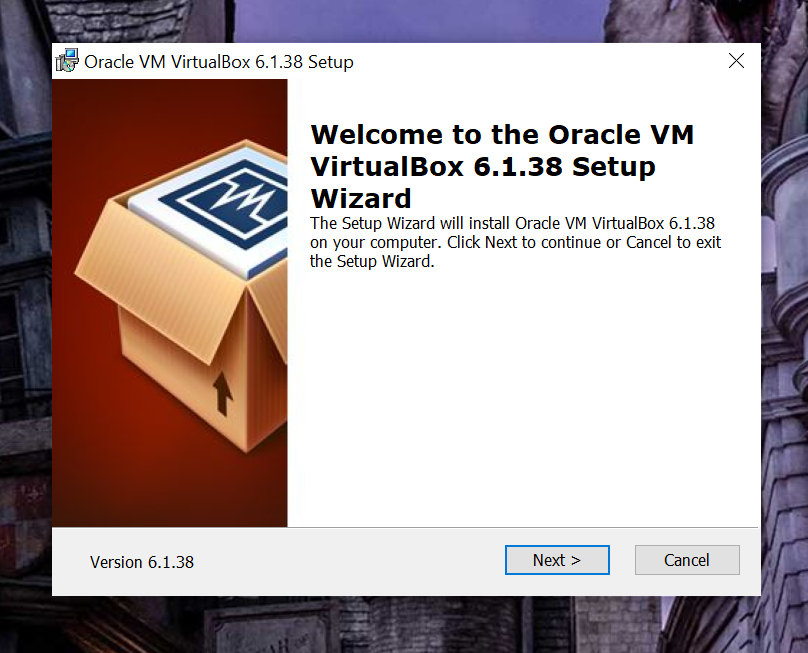 Oracle VM VirtualBox 6.1.38 Setup
Welcome to the Oracle VM
VirtualBox 6.1.38 Setup
Wizard
The Setup Wizard will install Oracle VM VirtualBox 6.1.38
on your computer. Click Next to continue or Cancel to exit
the Setup Wizard.
Version 6.1.38
Next >
Cancel